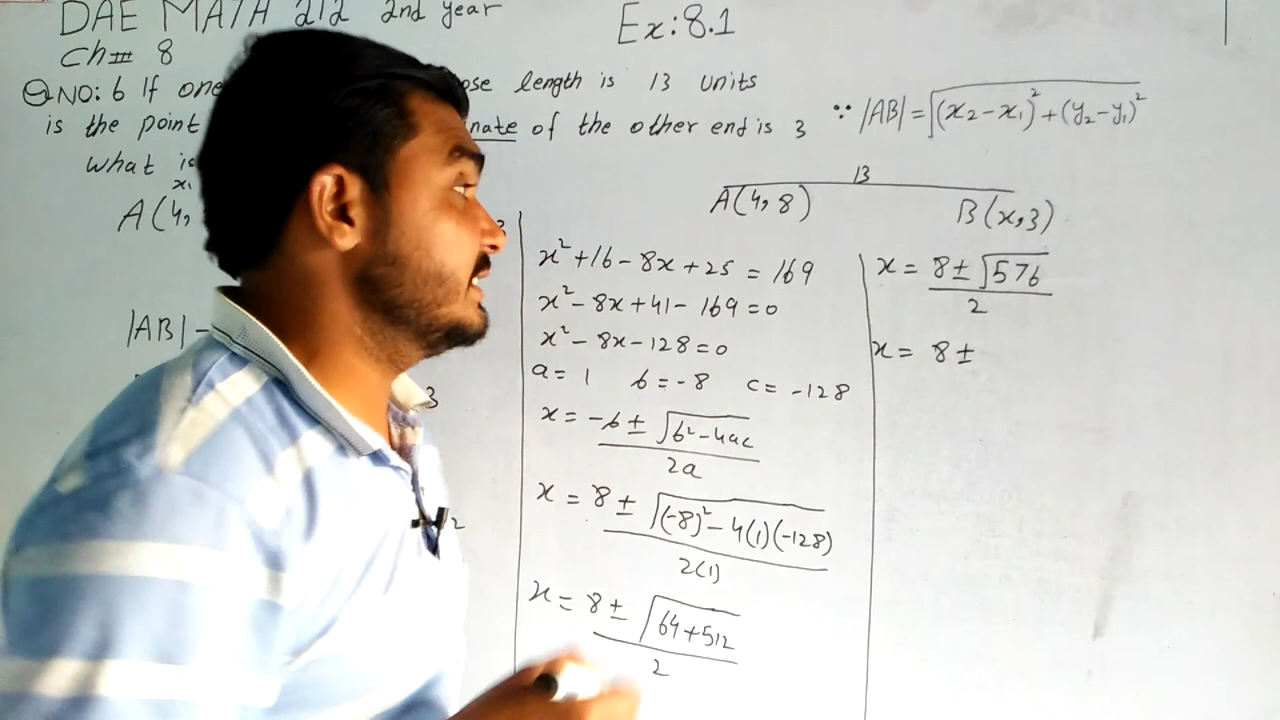 DAE MATH 212 2nd year
Ex: 8.1
Ch# 8
Q NO: 6 If one length is 13 units
is the point of the other end is 3
What is
∵ |AB| = √(x₂-x₁)²+(y₂-y₁)²
x₁
A(4,
|AB| -
3
13
A(4, 8) B(x,3)
x²+16-8x+25 = 169
x²-8x+41-169=0
x²-8x-128=0
a= 1 b=-8 c= -128
x= -b ± √b²-4ac
2a
x = 8 ± √(-8)²-4(1)(-128)
2(1)
x = 8 ± √64+512
2
x = 8 ± √576
2
x = 8 ±